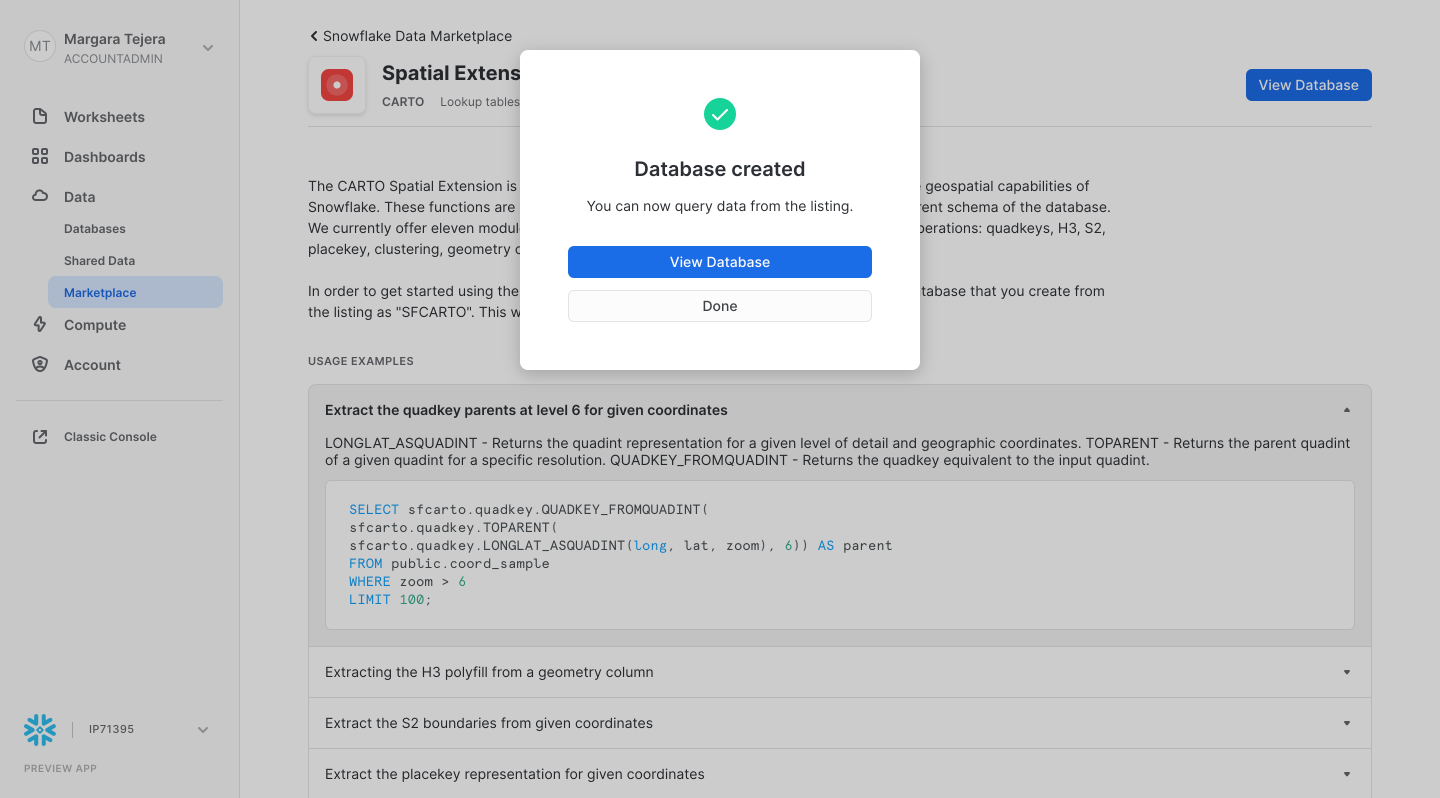 MT
Margara Tejera
ACCOUNTADMIN
Worksheets
Dashboards
Data
Databases
Shared Data
Marketplace
Compute
Account
Classic Console
IP71395
PREVIEW APP
Snowflake Data Marketplace
Spatial Extens
CARTO Lookup tables
View Database
The CARTO Spatial Extension is geospatial capabilities of
Snowflake. These functions are rent schema of the database.
We currently offer eleven modul perations: quadkeys, H3, S2,
placekey, clustering, geometry
In order to get started using the tabase that you create from
the listing as "SFCARTO". This w
Database created
You can now query data from the listing.
View Database
Done
USAGE EXAMPLES
Extract the quadkey parents at level 6 for given coordinates
LONGLAT_ASQUADINT - Returns the quadint representation for a given level of detail and geographic coordinates. TOPARENT - Returns the parent quadint
of a given quadint for a specific resolution. QUADKEY_FROMQUADINT - Returns the quadkey equivalent to the input quadint.
SELECT sfcarto.quadkey.QUADKEY_FROMQUADINT(
sfcarto.quadkey.TOPARENT(
sfcarto.quadkey.LONGLAT_ASQUADINT(long, lat, zoom), 6)) AS parent
FROM public.coord_sample
WHERE zoom > 6
LIMIT 100;
Extracting the H3 polyfill from a geometry column
Extract the S2 boundaries from given coordinates
Extract the placekey representation for given coordinates